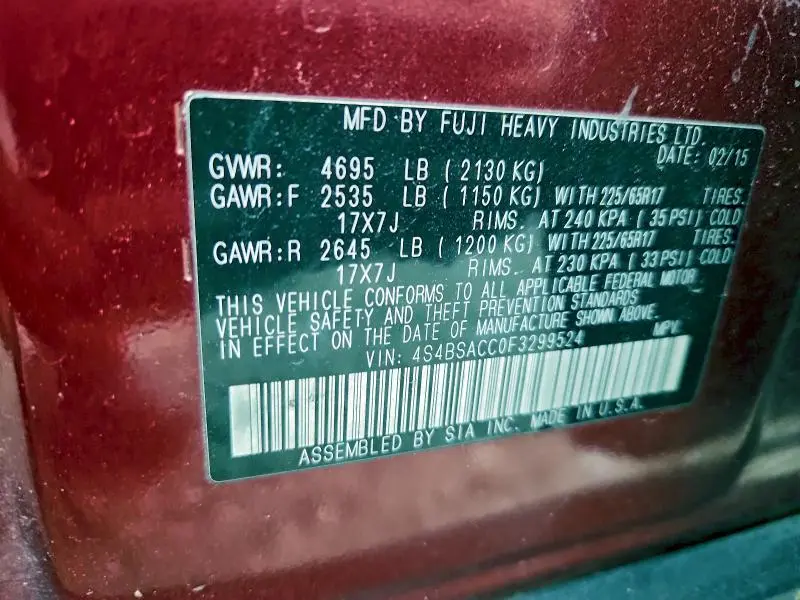 MFD BY FUJI HEAVY INDUSTRIES LTD.
DATE: 02/15
GVWR: 4695 LB ( 2130 KG)
GAWR:F 2535 LB ( 1150 KG) WITH 225/65R17 TIRES.
17X7J RIMS. AT 240 KPA ( 35 PSI) COLD
GAWR:R 2645 LB ( 1200 KG) WITH 225/65R17 TIRES.
17X7J RIMS. AT 230 KPA ( 33 PSI) COLD
THIS VEHICLE CONFORMS TO ALL APPLICABLE FEDERAL MOTOR
VEHICLE SAFETY AND THEFT PREVENTION STANDARDS
IN EFFECT ON THE DATE OF MANUFACTURE SHOWN ABOVE.
VIN: 4S4BSACC0F3299524 MPV
ASSEMBLED BY SIA INC. MADE IN U.S.A.